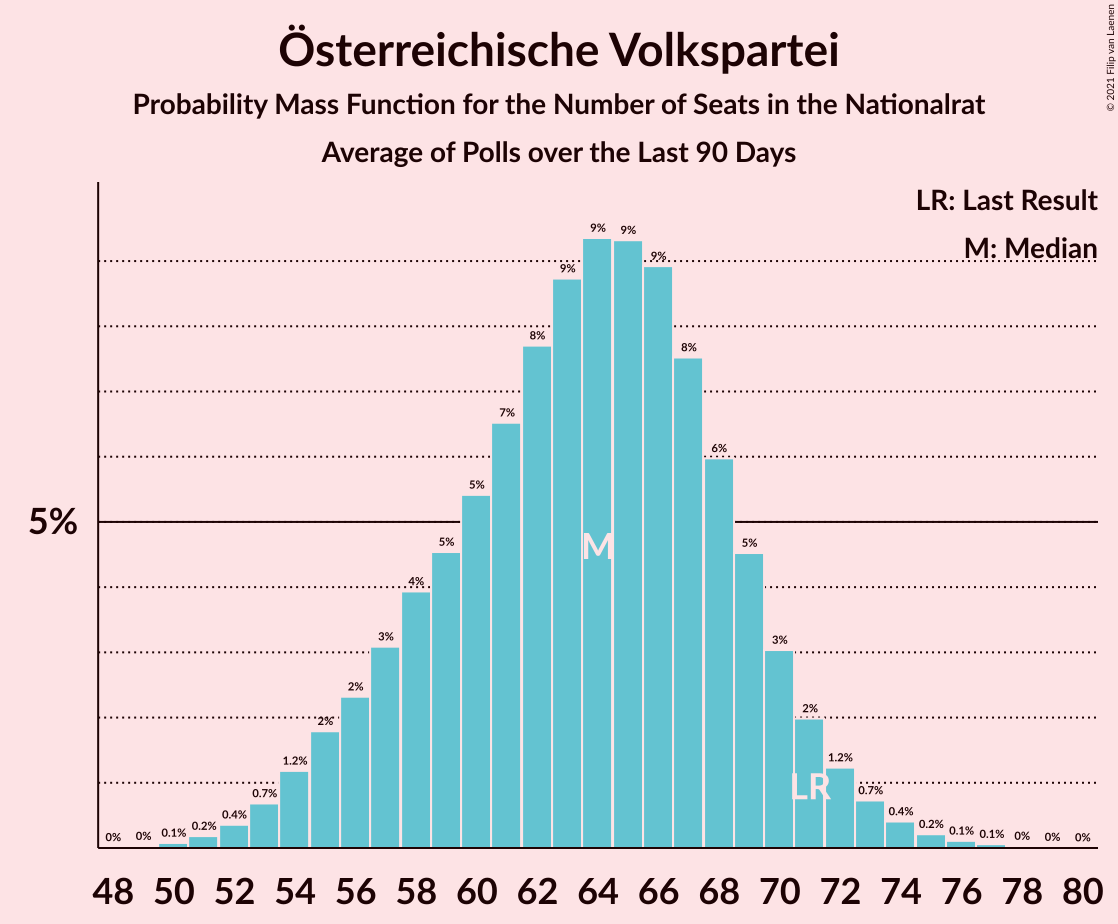 Österreichische Volkspartei
Probability Mass Function for the Number of Seats in the Nationalrat
Average of Polls over the Last 90 Days
© 2021 Filip van Laenen
LR: Last Result
M: Median
5%
0% 0% 0.1% 0.2% 0.4% 0.7% 1.2% 2% 2% 3% 4% 5% 5% 7% 8% 9% 9% 9% 9% 8% 6% 5% 3% 2% 1.2% 0.7% 0.4% 0.2% 0.1% 0.1% 0% 0% 0%
M
LR
48 50 52 54 56 58 60 62 64 66 68 70 72 74 76 78 80